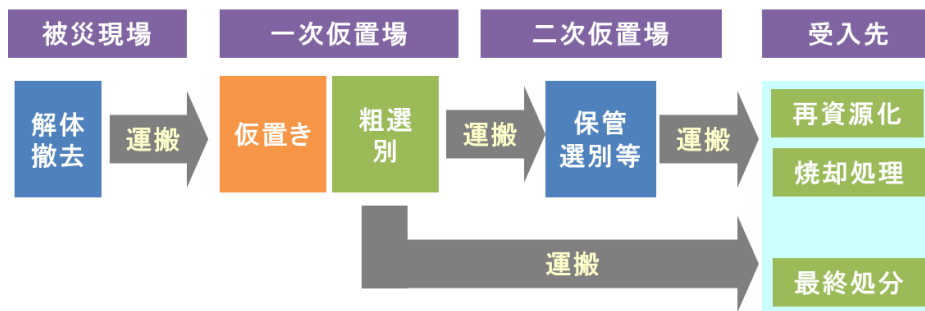 被災現場
一次仮置場
二次仮置場
受入先
解体
撤去
運搬
仮置き
粗選
別
運搬
保管
選別等
運搬
再資源化
焼却処理
運搬
最終処分